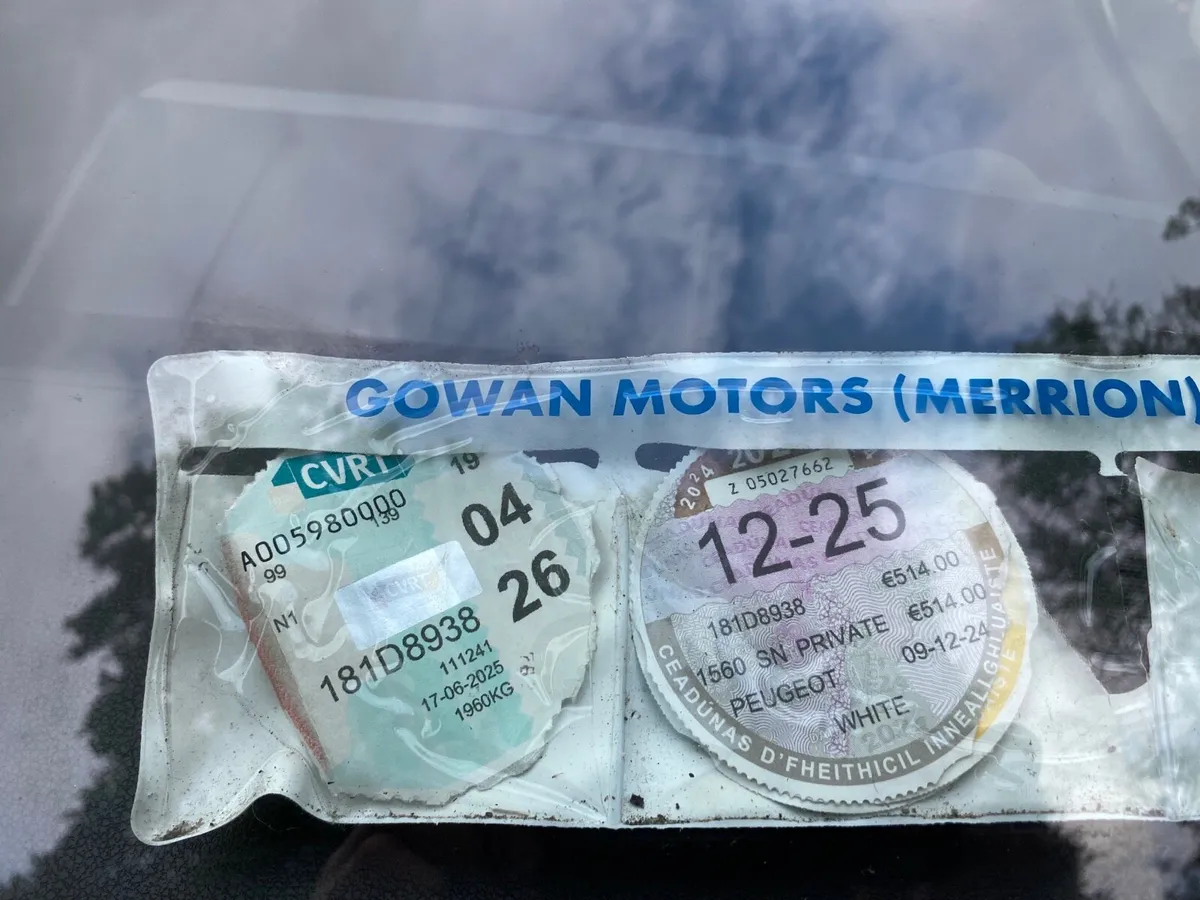 GOWAN MOTORS (MERRION)
CVRT
19
A005980000
139
99
04
26
N1
181D8938
111241
17-06-2025
1960KG
2024
Z 05027662
12-25
€514.00
181D8938
€514.00
1560 SN PRIVATE
09-12-24
PEUGEOT
WHITE
CEADÚNAS D'FHEITHICIL INNEALGHLUAISTE